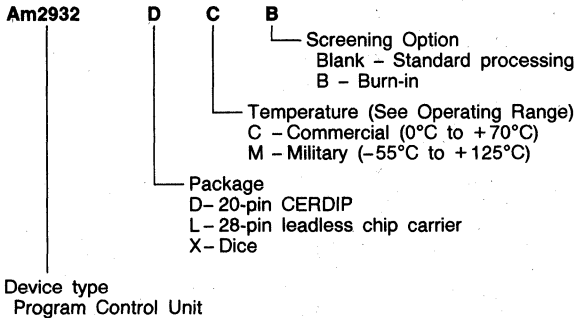 Am2932 D C B
Screening Option
Blank – Standard processing
B – Burn-in
Temperature (See Operating Range)
C – Commercial (0°C to +70°C)
M – Military (–55°C to +125°C)
Package
D – 20-pin CERDIP
L – 28-pin leadless chip carrier
X – Dice
Device type
Program Control Unit